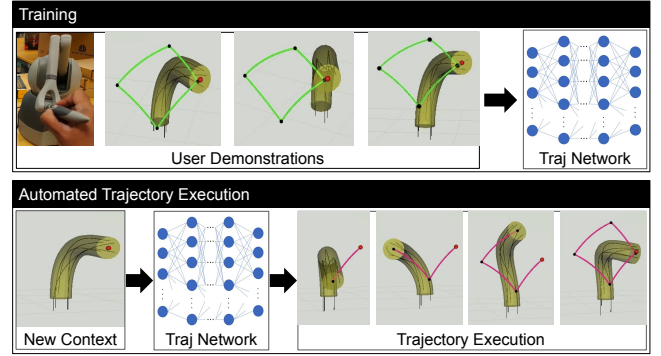 Training
User Demonstrations
Traj Network
Automated Trajectory Execution
New Context
Traj Network
Trajectory Execution